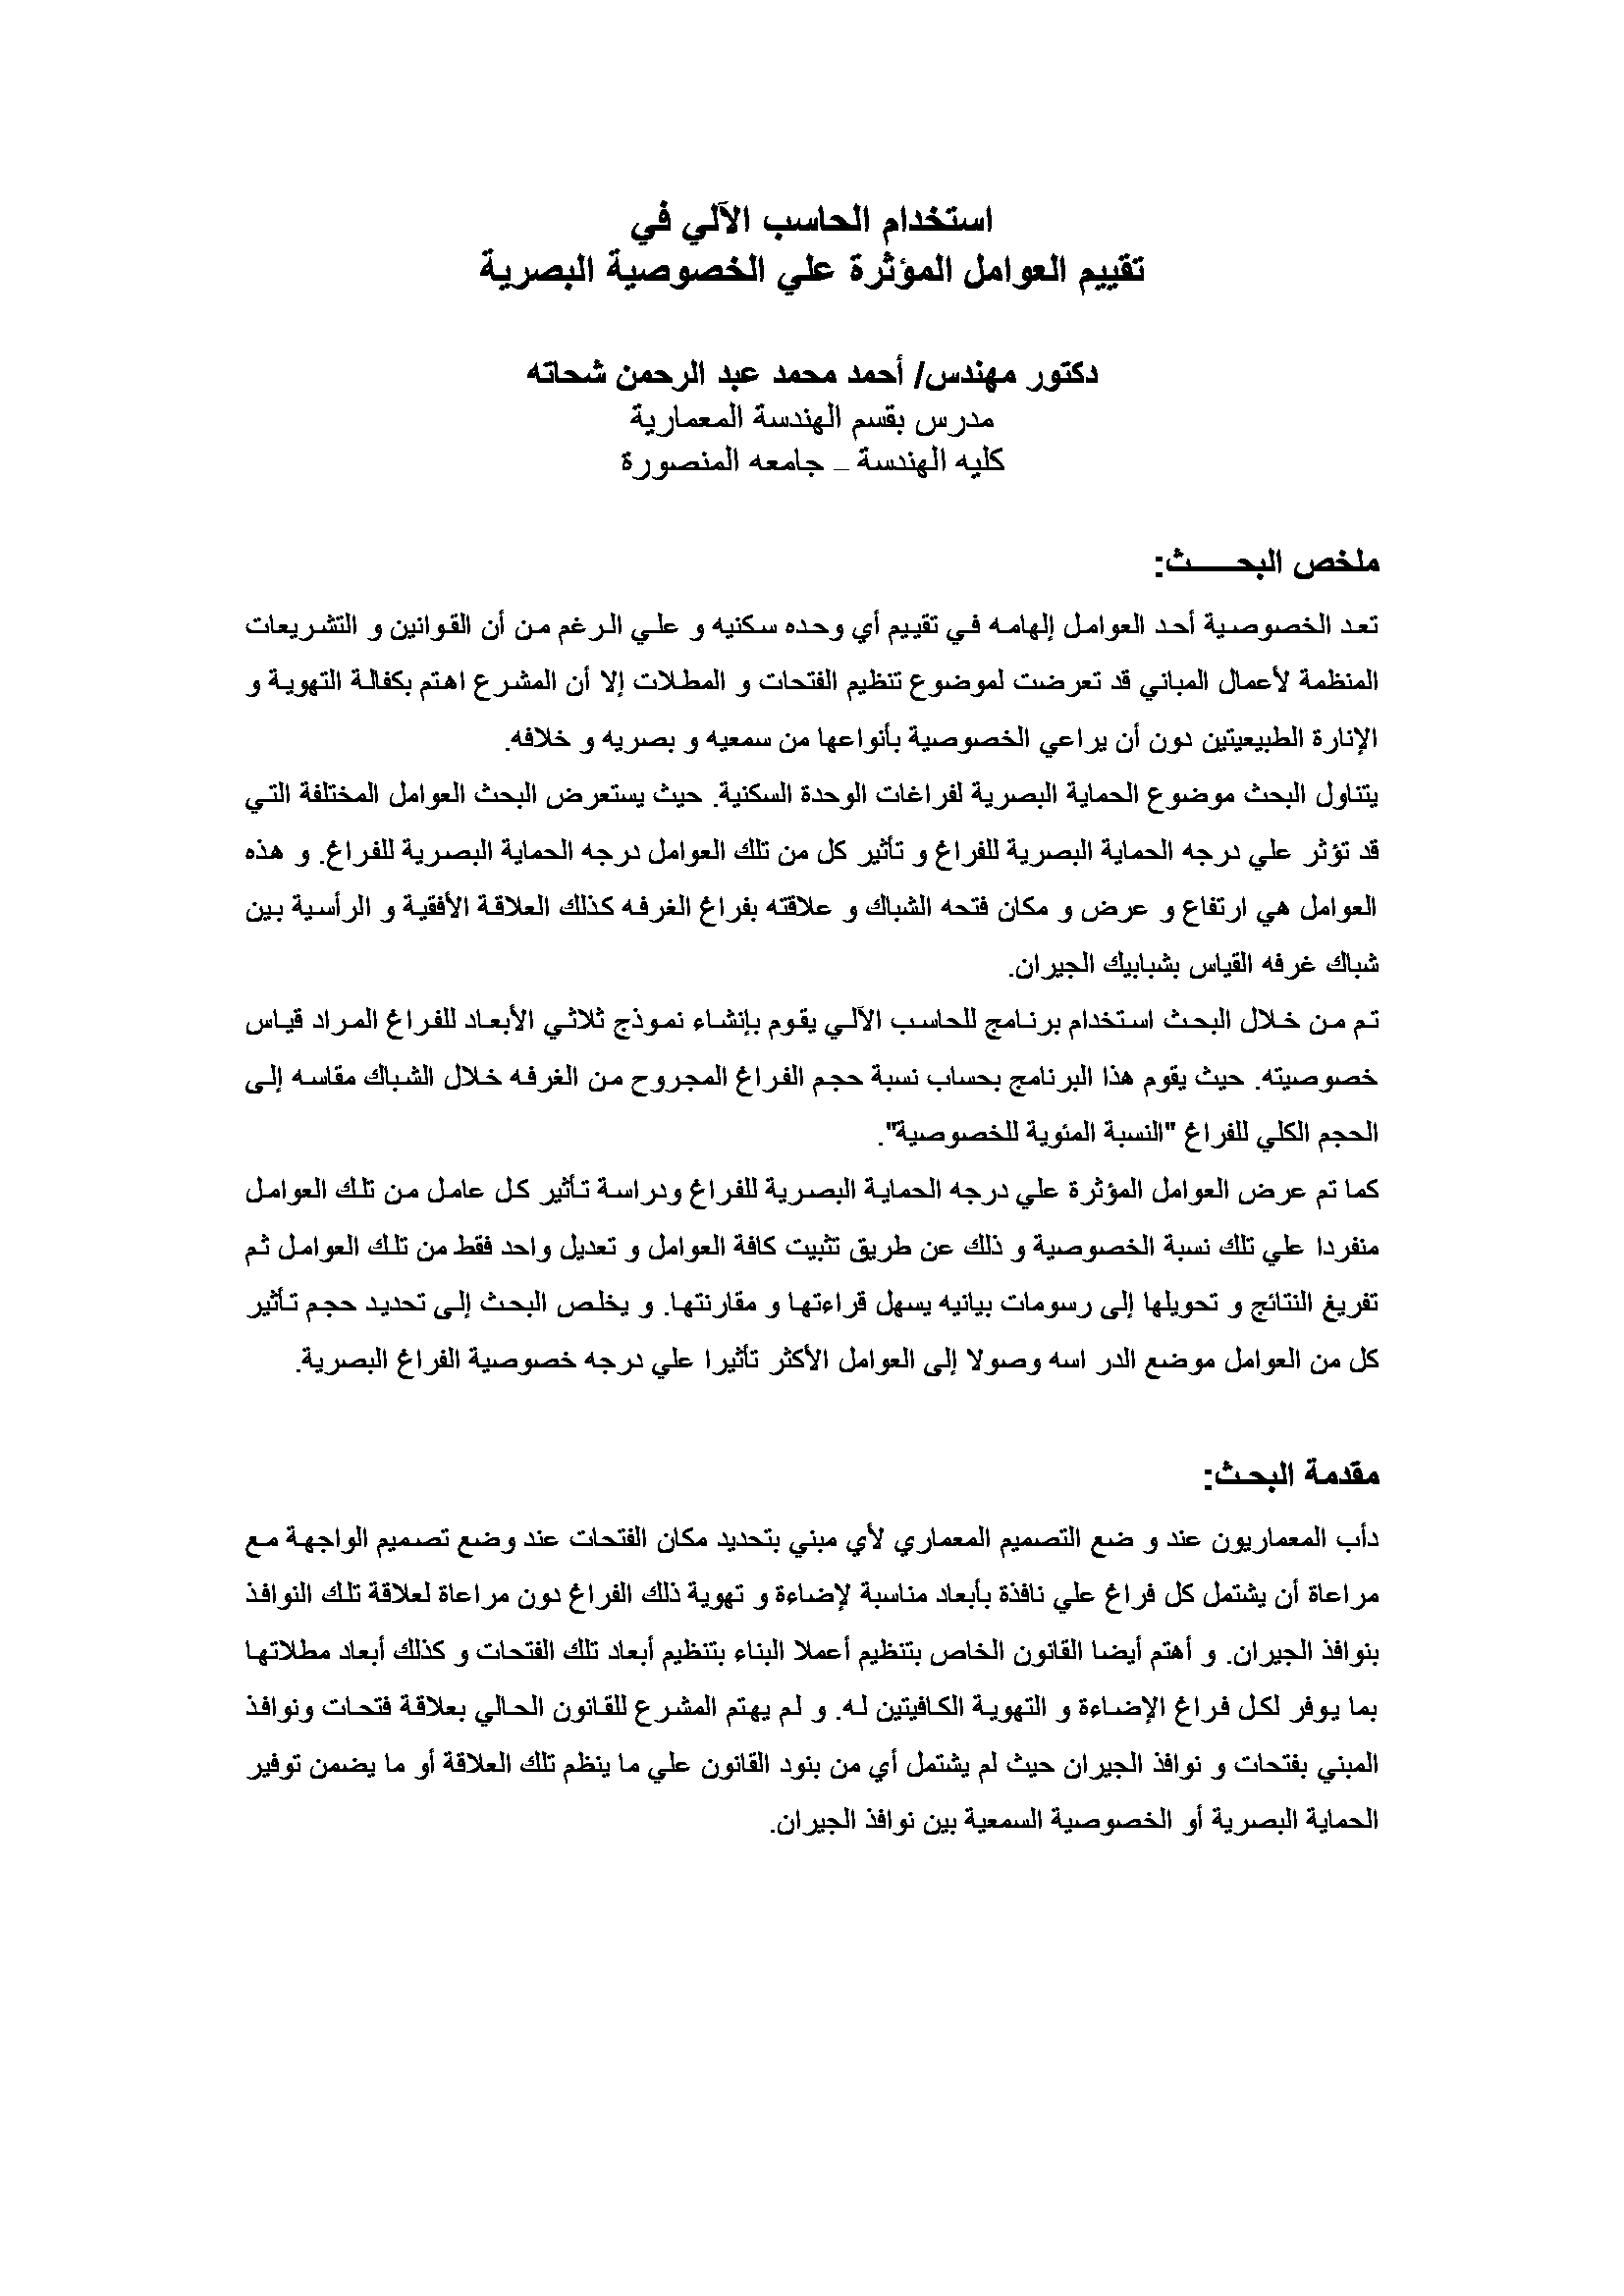 استخدام الحاسب الآلي في
تقييم العوامل المؤثرة علي الخصوصية البصرية
دكتور مهندس/ أحمد محمد عبد الرحمن شحاته
مدرس بقسم الهندسة المعمارية
كليه الهندسة – جامعه المنصورة
ملخص البحـــــث:
تعد الخصوصية أحد العوامل إلهامه في تقييم أي وحده سكنيه و علي الرغم من أن القوانين و التشريعات
المنظمة لأعمال المباني قد تعرضت لموضوع تنظيم الفتحات و المطلات إلا أن المشرع اهتم بكفالة التهوية و
الإنارة الطبيعيتين دون أن يراعي الخصوصية بأنواعها من سمعيه و بصريه و خلافه.
يتناول البحث موضوع الحماية البصرية لفراغات الوحدة السكنية. حيث يستعرض البحث العوامل المختلفة التي
قد تؤثر علي درجه الحماية البصرية للفراغ و تأثير كل من تلك العوامل درجه الحماية البصرية للفراغ. و هذه
العوامل هي ارتفاع و عرض و مكان فتحه الشباك و علاقته بفراغ الغرفه كذلك العلاقة الأفقية و الرأسية بين
شباك غرفه القياس بشبابيك الجيران.
تم من خلال البحث استخدام برنامج للحاسب الآلي يقوم بإنشاء نموذج ثلاثي الأبعاد للفراغ المراد قياس
خصوصيته. حيث يقوم هذا البرنامج بحساب نسبة حجم الفراغ المجروح من الغرفه خلال الشباك مقاسه إلى
الحجم الكلي للفراغ "النسبة المئوية للخصوصية".
كما تم عرض العوامل المؤثرة علي درجه الحماية البصرية للفراغ ودراسة تأثير كل عامل من تلك العوامل
منفردا علي تلك نسبة الخصوصية و ذلك عن طريق تثبيت كافة العوامل و تعديل واحد فقط من تلك العوامل ثم
تفريغ النتائج و تحويلها إلى رسومات بيانيه يسهل قراءتها و مقارنتها. و يخلص البحث إلى تحديد حجم تأثير
كل من العوامل موضع الدر اسه وصولا إلى العوامل الأكثر تأثيرا علي درجه خصوصية الفراغ البصرية.
مقدمة البحث:
دأب المعماريون عند و ضع التصميم المعماري لأي مبني بتحديد مكان الفتحات عند وضع تصميم الواجهة مع
مراعاة أن يشتمل كل فراغ علي نافذة بأبعاد مناسبة لإضاءة و تهوية ذلك الفراغ دون مراعاة لعلاقة تلك النوافذ
بنوافذ الجيران. و أهتم أيضا القانون الخاص بتنظيم أعملا البناء بتنظيم أبعاد تلك الفتحات و كذلك أبعاد مطلاتها
بما يوفر لكل فراغ الإضاءة و التهوية الكافيتين له. و لم يهتم المشرع للقانون الحالي بعلاقة فتحات ونوافذ
المبني بفتحات و نوافذ الجيران حيث لم يشتمل أي من بنود القانون علي ما ينظم تلك العلاقة أو ما يضمن توفير
الحماية البصرية أو الخصوصية السمعية بين نوافذ الجيران.